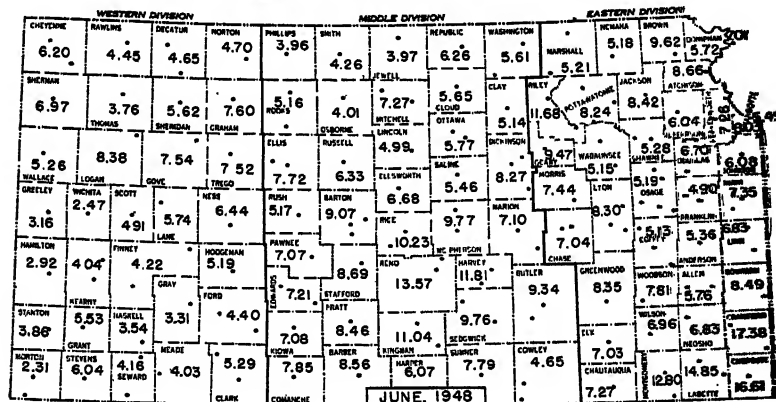 WESTERN DIVISION MIDDLE DIVISION EASTERN DIVISION
CHEYENNE RAWLINS DECATUR NORTON PHILLIPS SMITH REPUBLIC WASHINGTON NEMAHA BROWN DONIPHAN
6.20 4.45 4.65 4.70 3.96 4.26 3.97 6.26 5.61 MARSHALL 5.21 5.18 9.62 5.72
JEWELL 8.66
SHERMAN CLAY RILEY POTTAWATOMIE JACKSON ATCHISON
6.97 3.76 5.62 7.60 5.16 4.01 7.27 5.65 5.14 11.68 8.24 8.42 6.04 7.26
THOMAS SHERIDAN GRAHAM ROOKS OSBORNE MITCHELL CLOUD JEFFERSON
ELLIS RUSSELL LINCOLN OTTAWA DICKINSON
5.26 8.38 7.54 7.52 7.72 6.33 4.99 5.77 8.27 9.47 5.15 5.28 6.70 6.08
WALLACE LOGAN GOVE TREGO ELLSWORTH SALINE GEARY WABAUNSEE SHAWNEE DOUGLAS JOHNSON
6.68 5.46
GREELEY WICHITA SCOTT NESS RUSH BARTON RICE MARION MORRIS LYON OSAGE
3.16 2.47 4.91 5.74 6.44 5.17 9.07 10.23 9.77 7.10 7.44 8.30 5.19 4.90 7.35
LANE MC PHERSON FRANKLIN
HAMILTON FINNEY HODGEMAN PAWNEE RENO HARVEY CHASE COFFEY LINN
2.92 4.04 4.22 5.19 7.07 8.69 13.57 11.81 7.04 5.13 5.36 6.83
KEARNY GRAY EDWARDS STAFFORD BUTLER GREENWOOD ANDERSON
STANTON HASKELL FORD PRATT WOODSON ALLEN BOURBON
3.86 5.53 3.54 3.31 4.40 7.21 8.46 9.76 9.34 8.35 7.81 5.76 8.49
GRANT MEADE KIOWA KINGMAN SEDGWICK ELK WILSON NEOSHO CRAWFORD
7.08 11.04 7.03 6.96 6.83 17.38
MORTON STEVENS SEWARD CLARK COMANCHE BARBER HARPER SUMNER COWLEY CHAUTAUQUA MONTGOMERY LABETTE CHEROKEE
2.31 6.04 4.16 4.03 5.29 7.85 8.56 6.07 7.79 4.65 7.27 12.80 14.85 16.51
JUNE, 1948